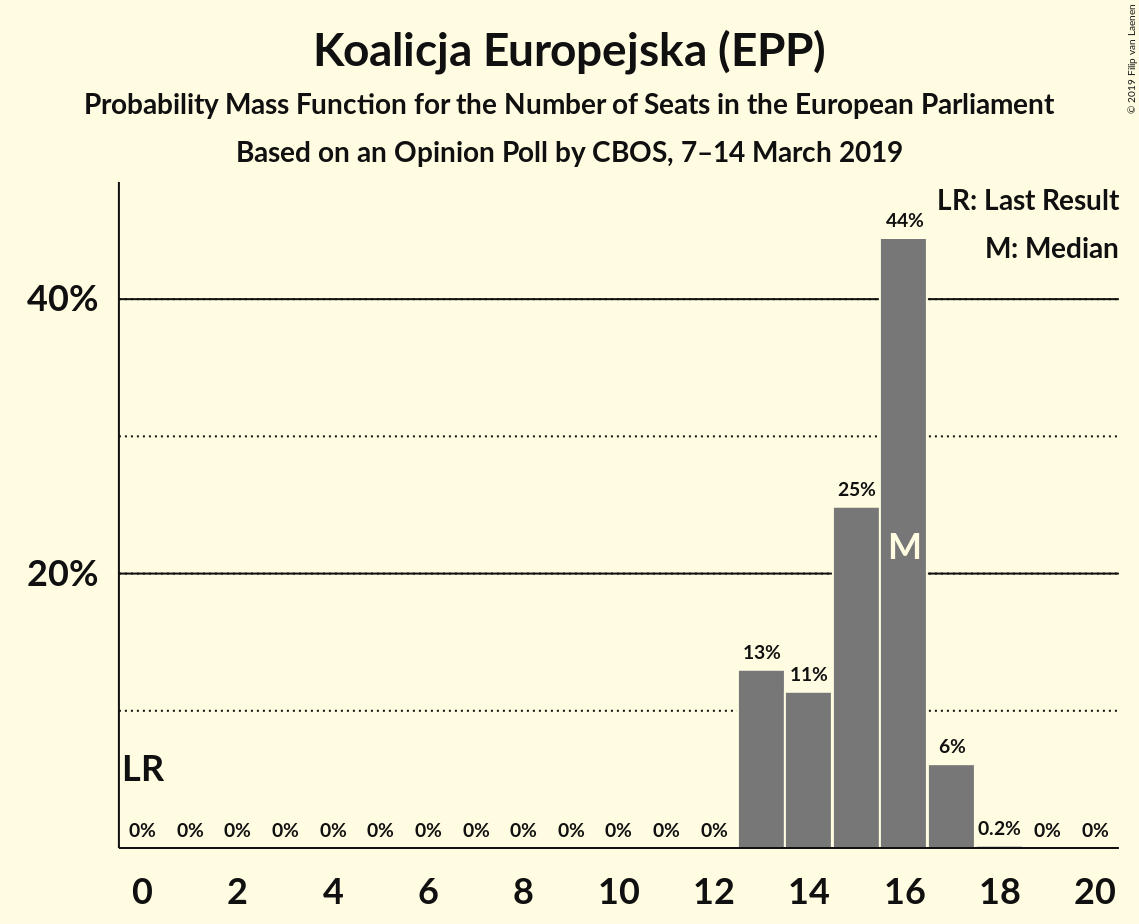 Koalicja Europejska (EPP)
Probability Mass Function for the Number of Seats in the European Parliament
Based on an Opinion Poll by CBOS, 7–14 March 2019
© 2019 Filip van Laenen
LR: Last Result
M: Median
44%
40%
25%
M
20%
13%
11%
6%
LR
0% 0% 0% 0% 0% 0% 0% 0% 0% 0% 0% 0% 0% 0.2% 0% 0%
0 2 4 6 8 10 12 14 16 18 20